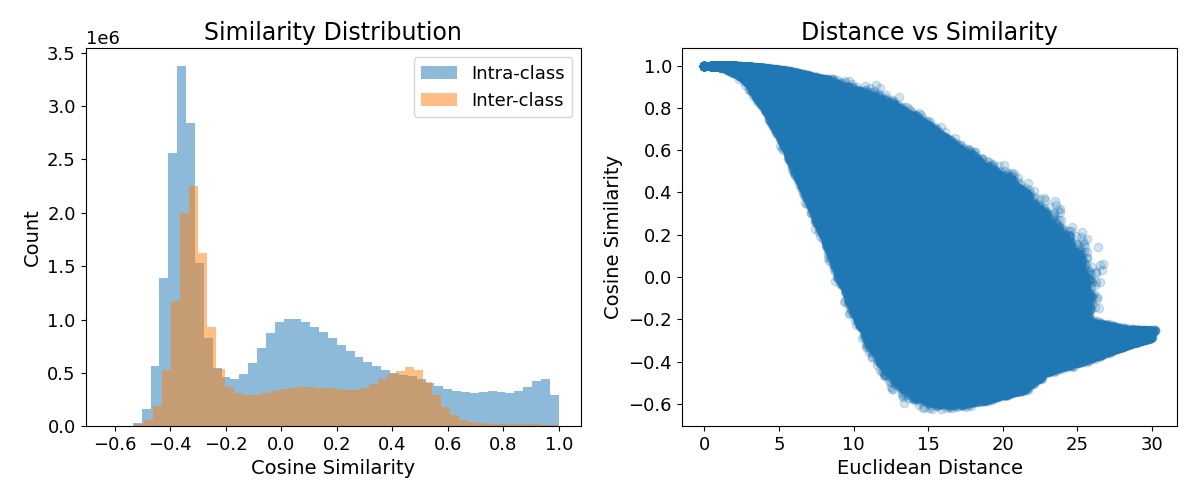 Similarity Distribution
1e6
3.5
3.0
2.5
2.0
1.5
1.0
0.5
0.0
Count
Intra-class
Inter-class
−0.6 −0.4 −0.2 0.0 0.2 0.4 0.6 0.8 1.0
Cosine Similarity
Distance vs Similarity
1.0
0.8
0.6
0.4
0.2
0.0
−0.2
−0.4
−0.6
Cosine Similarity
0 5 10 15 20 25 30
Euclidean Distance